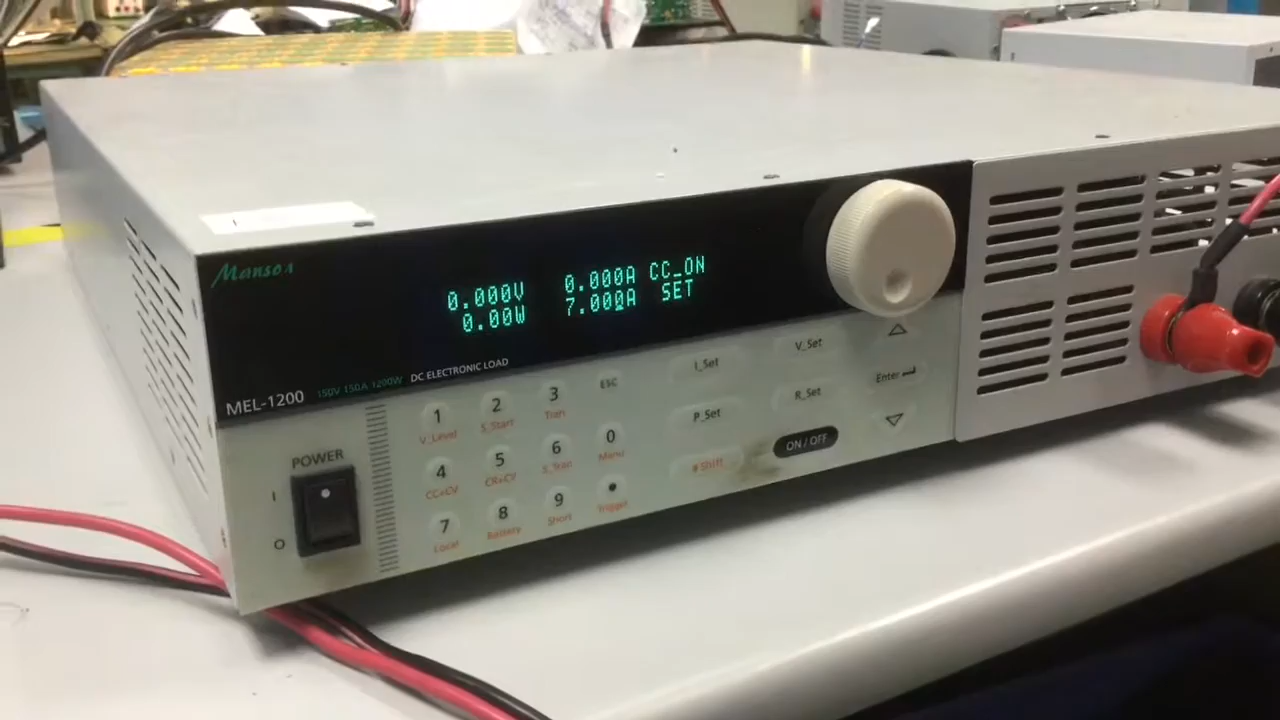 Manson
0.000V 0.000A CC_ON
0.00W 7.000A SET
MEL-1200 150V 150A 1200W DC ELECTRONIC LOAD
POWER
I
O
1 2 3 ESC
V_Level S_Start Tran
4 5 6 0
CC+CV CR+CV S_Tran Menu
7 8 9 •
Local Battery Short Trigger
I_Set V_Set
P_Set R_Set Enter
#Shift ON / OFF